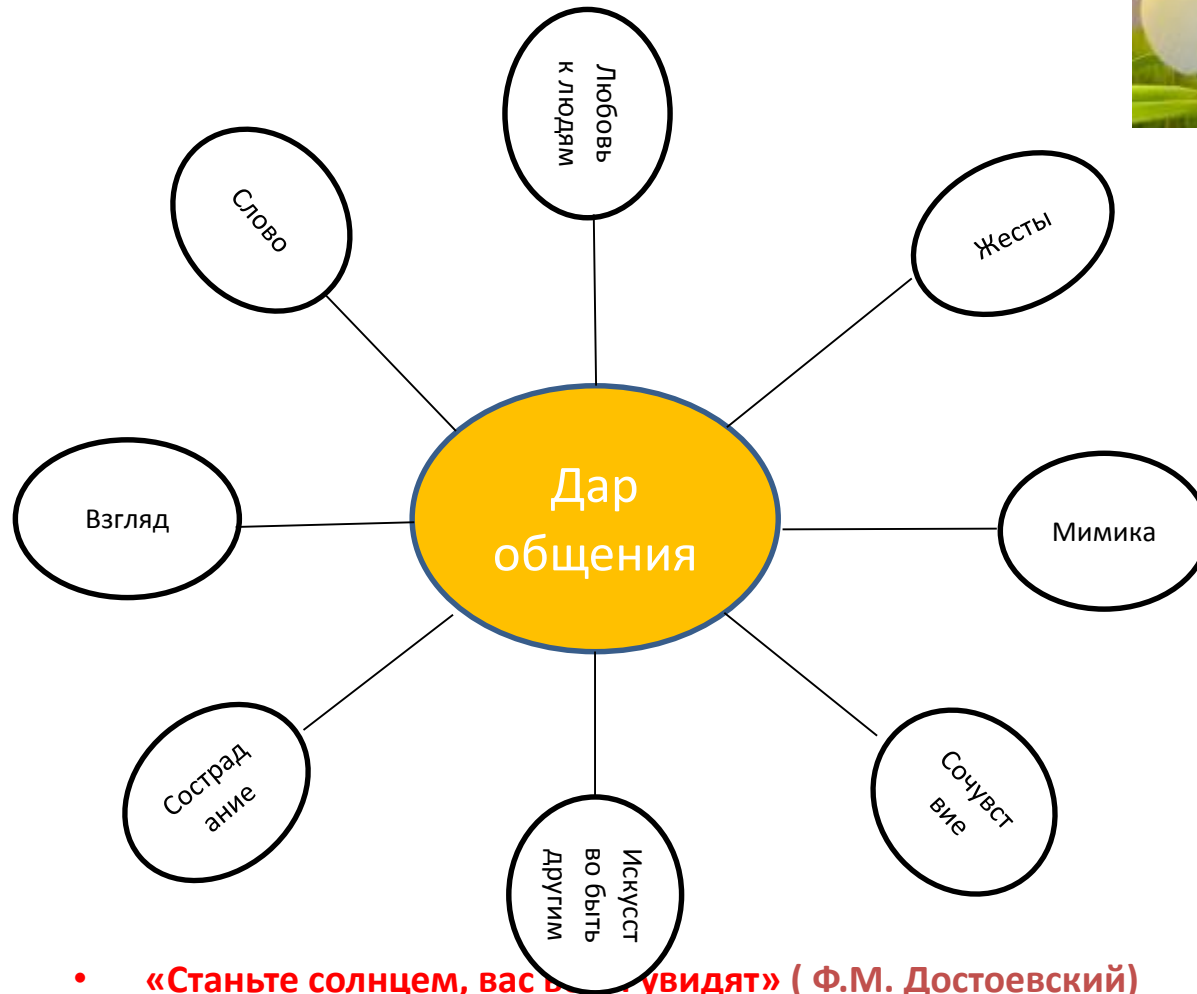 Любовь
к людям
Слово
Жесты
Дар
общения
Взгляд
Мимика
Сострад
ание
Сочувст
вие
Искусст
во быть
другим
• «Станьте солнцем, вас увидят» ( Ф.М. Достоевский)